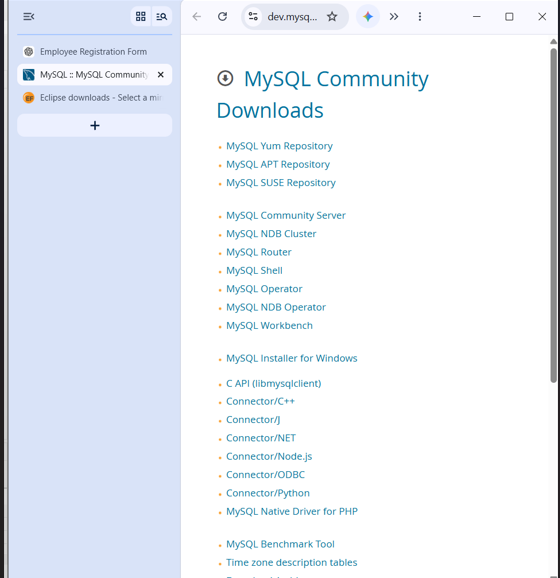 dev.mysq...
Employee Registration Form
MySQL :: MySQL Community
EP Eclipse downloads - Select a mi
MySQL Community
Downloads
MySQL Yum Repository
MySQL APT Repository
MySQL SUSE Repository
MySQL Community Server
MySQL NDB Cluster
MySQL Router
MySQL Shell
MySQL Operator
MySQL NDB Operator
MySQL Workbench
MySQL Installer for Windows
C API (libmysqlclient)
Connector/C++
Connector/J
Connector/NET
Connector/Node.js
Connector/ODBC
Connector/Python
MySQL Native Driver for PHP
MySQL Benchmark Tool
Time zone description tables